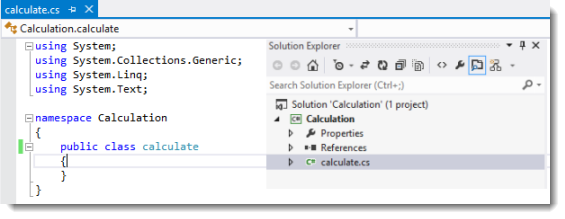 calculate.cs
Calculation.calculate
using System;
using System.Collections.Generic;
using System.Linq;
using System.Text;
namespace Calculation
{
public class calculate
{
}
}
Solution Explorer
Search Solution Explorer (Ctrl+;)
Solution 'Calculation' (1 project)
C# Calculation
Properties
References
C# calculate.cs